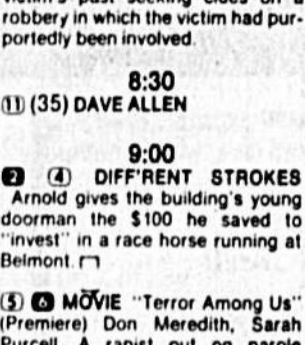 victim's past seeking clues on a
robbery in which the victim had pur-
portedly been involved.
8:30
(11) (35) DAVE ALLEN
9:00
2 (4) DIFF'RENT STROKES
Arnold gives the building's young
doorman the $100 he saved to
"invest" in a race horse running at
Belmont.
(5) 6 MOVIE "Terror Among Us"
(Premiere) Don Meredith, Sarah
Purcell. A rapist out on parole